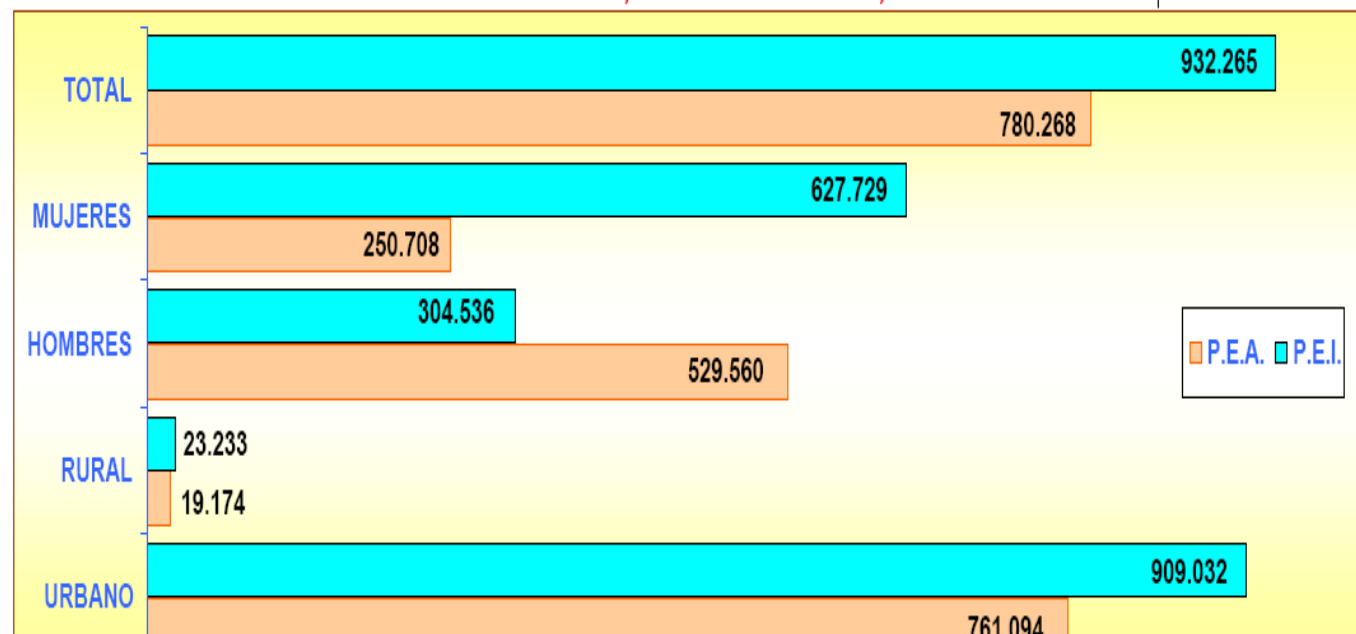 932.265
TOTAL
780.268
627.729
MUJERES
250.708
304.536
HOMBRES
529.560
P.E.A. P.E.I.
23.233
RURAL
19.174
909.032
URBANO
761.094